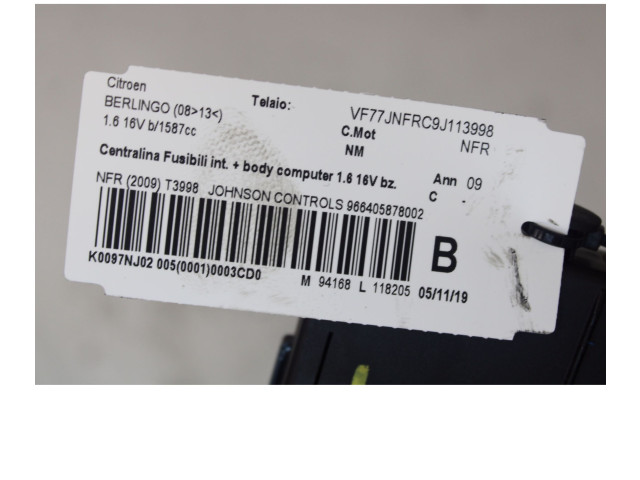 Citroen
BERLINGO (08>13<) Telaio: VF77JNFRC9J113998
1.6 16V b/1587cc C.Mot NFR
NM
Centralina Fusibili int. + body computer 1.6 16V bz. Ann 09
NFR (2009) T3998 JOHNSON CONTROLS 966405878002 C -
B
K0097NJ02 005(0001)0003CD0 M 94168 L 118205 05/11/19